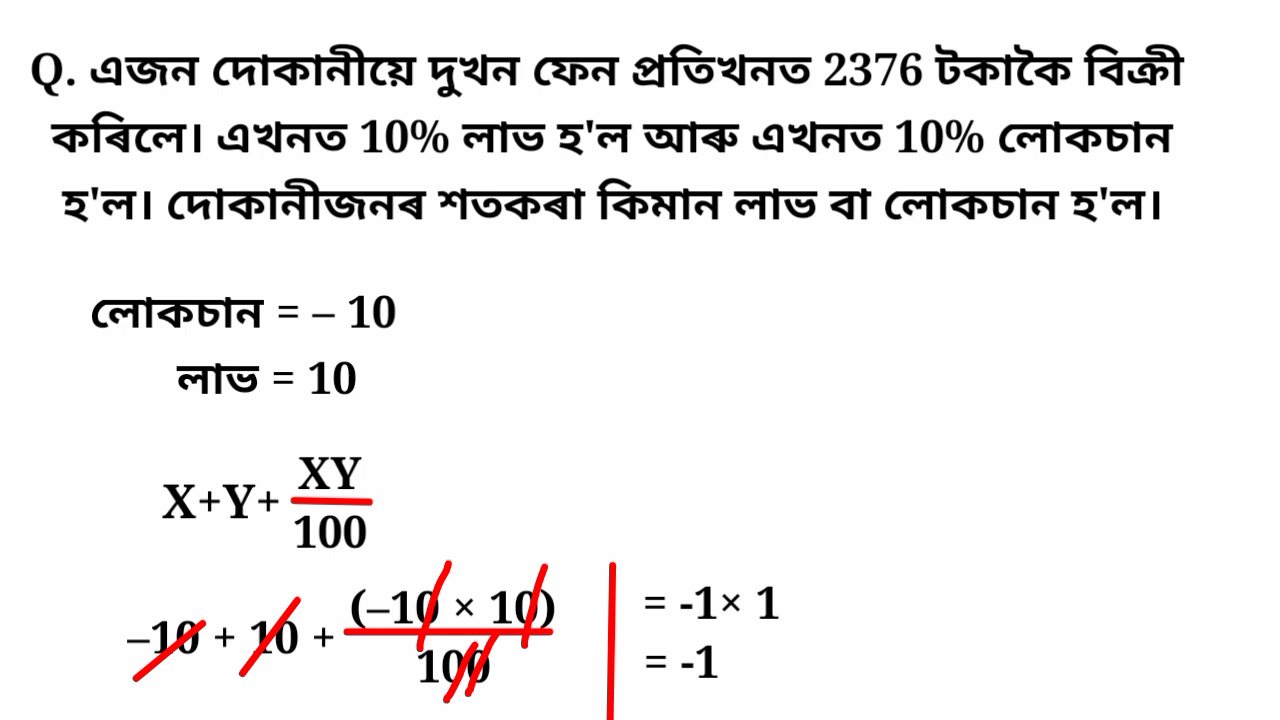 Q. এজন দোকানীয়ে দুখন ফেন প্ৰতিখনত 2376 টকাকৈ বিক্ৰী
কৰিলে। এখনত 10% লাভ হ'ল আৰু এখনত 10% লোকচান
হ'ল। দোকানীজনৰ শতকৰা কিমান লাভ বা লোকচান হ'ল।
লোকচান = – 10
লাভ = 10
X+Y+ XY
100
–10 + 10 + (–10 × 10)
100
= -1× 1
= -1